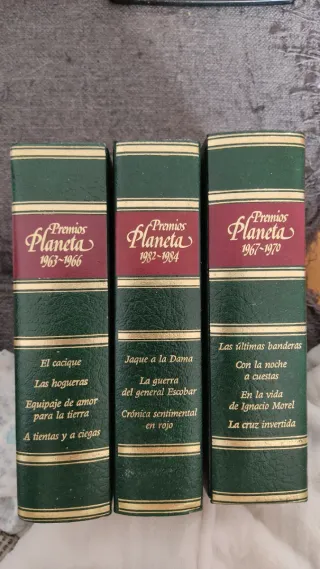 Premios
Planeta
1963~1966
El cacique
Las hogueras
Equipaje de amor
para la tierra
A tientas y a ciegas
Premios
Planeta
1982~1984
Jaque a la Dama
La guerra
del general Escobar
Crónica sentimental
en rojo
Premios
Planeta
1967~1970
Las últimas banderas
Con la noche
a cuestas
En la vida
de Ignacio Morel
La cruz invertida